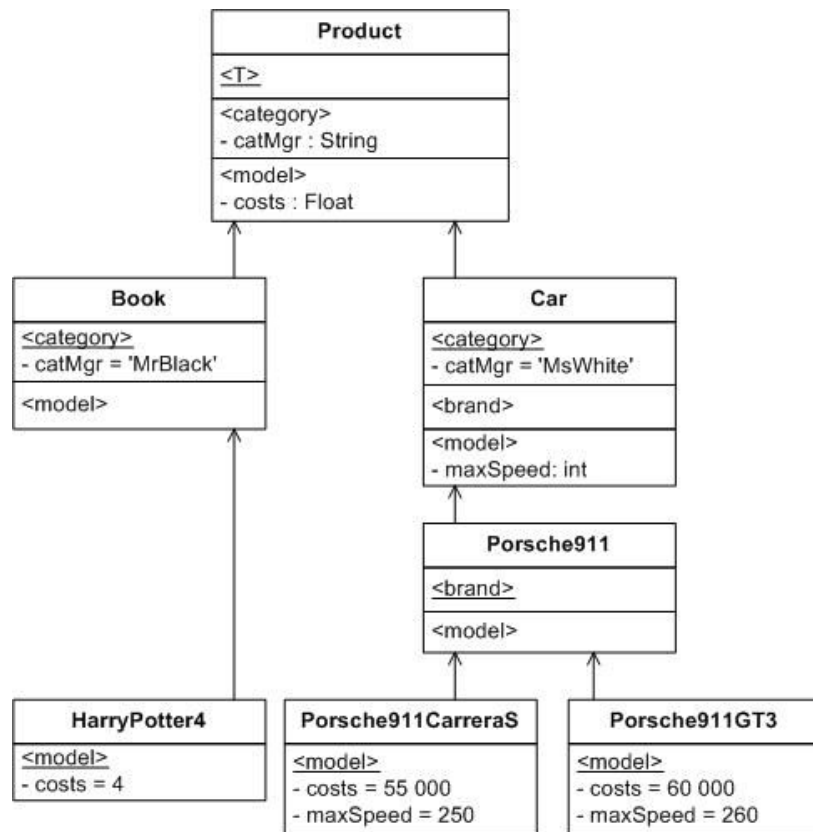 Product
<T>
<category>
- catMgr : String
<model>
- costs : Float
Book
<category>
- catMgr = 'MrBlack'
<model>
Car
<category>
- catMgr = 'MsWhite'
<brand>
<model>
- maxSpeed: int
Porsche911
<brand>
<model>
HarryPotter4
<model>
- costs = 4
Porsche911CarreraS
<model>
- costs = 55 000
- maxSpeed = 250
Porsche911GT3
<model>
- costs = 60 000
- maxSpeed = 260